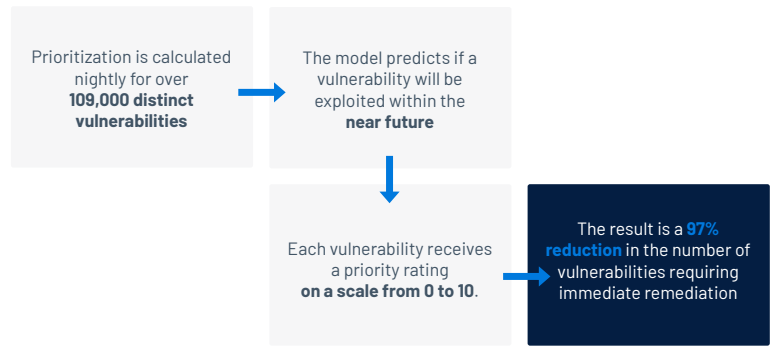 Prioritization is calculated
nightly for over
109,000 distinct
vulnerabilities
The model predicts if a
vulnerability will be
exploited within the
near future
Each vulnerability receives
a priority rating
on a scale from 0 to 10.
The result is a 97%
reduction in the number of
vulnerabilities requiring
immediate remediation